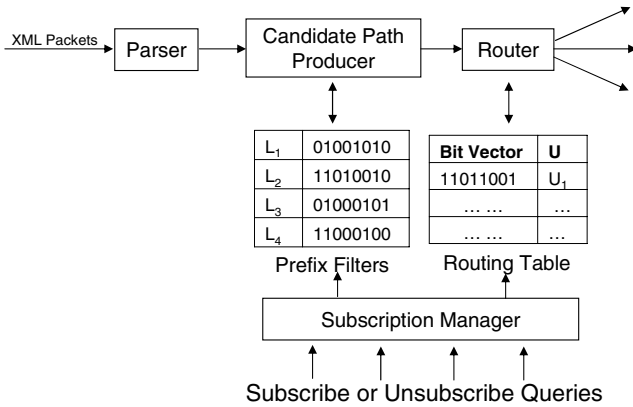 XML Packets
Parser
Candidate Path
Producer
Router
L1 01001010
L2 11010010
L3 01000101
L4 11000100
Prefix Filters
Bit Vector U
11011001 U1
... ... ...
... ... ...
Routing Table
Subscription Manager
Subscribe or Unsubscribe Queries